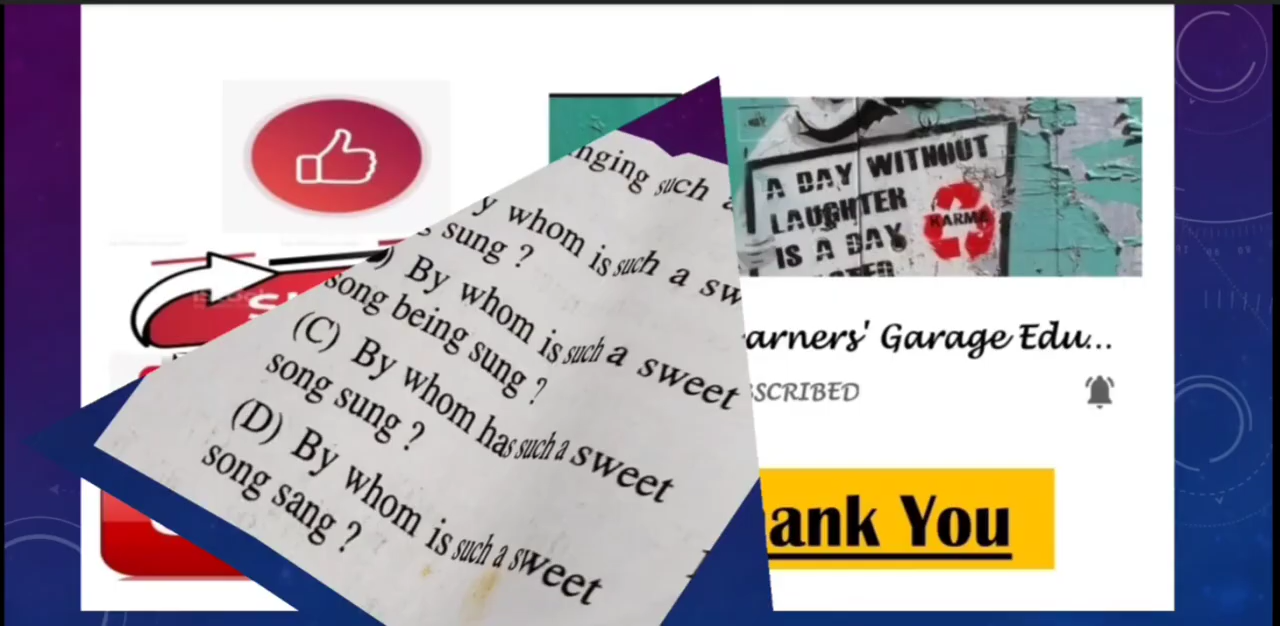 nging such a
y whom is such a sw
sung ?
By whom is such a sweet
song being sung ?
(C) By whom has such a sweet
song sung ?
(D) By whom is such a sweet
song sang ?
A DAY WITHOUT
LAUGHTER
IS A DAY
KARMA
arners' Garage Edu...
SCRIBED
ank You